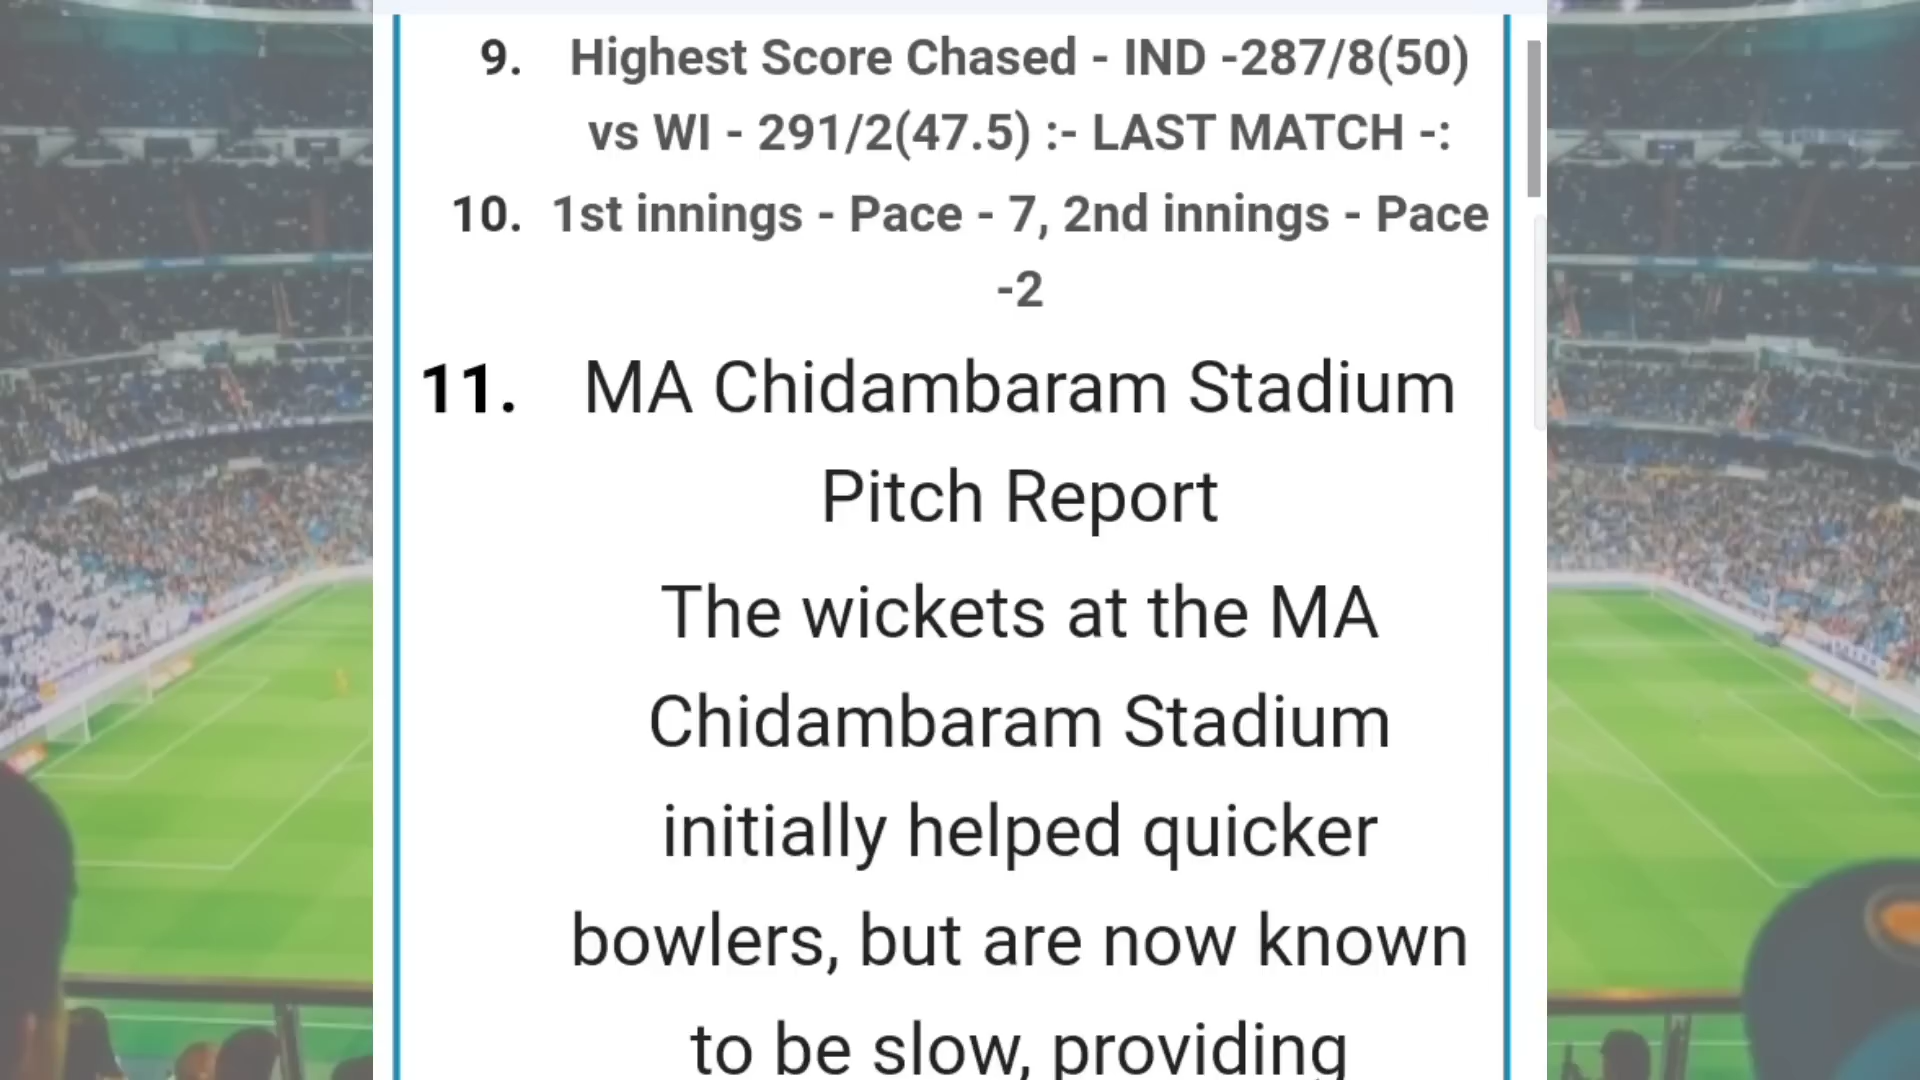 9. Highest Score Chased - IND -287/8(50)
vs WI - 291/2(47.5) :- LAST MATCH -:
10. 1st innings - Pace - 7, 2nd innings - Pace
-2
11. MA Chidambaram Stadium
Pitch Report
The wickets at the MA
Chidambaram Stadium
initially helped quicker
bowlers, but are now known
to be slow, providing